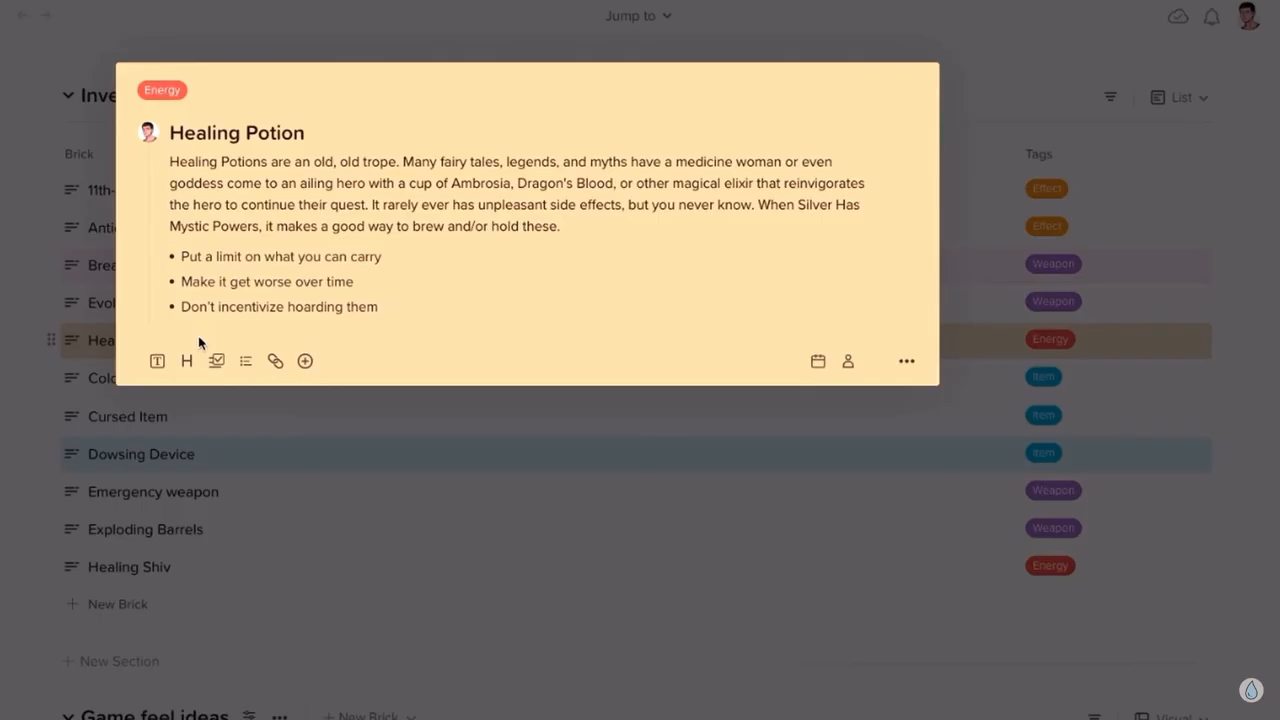 Jump to
Energy
Inve
List
Healing Potion
Healing Potions are an old, old trope. Many fairy tales, legends, and myths have a medicine woman or even
goddess come to an ailing hero with a cup of Ambrosia, Dragon's Blood, or other magical elixir that reinvigorates
the hero to continue their quest. It rarely ever has unpleasant side effects, but you never know. When Silver Has
Mystic Powers, it makes a good way to brew and/or hold these.
• Put a limit on what you can carry
• Make it get worse over time
• Don't incentivize hoarding them
Brick
Tags
11th-
Effect
Anti
Effect
Brea
Weapon
Evol
Weapon
Hea
Energy
Colo
Item
Cursed Item
Item
Dowsing Device
Item
Emergency weapon
Weapon
Exploding Barrels
Weapon
Healing Shiv
Energy
+ New Brick
+ New Section
Game feel ideas
+ New Brick
Visual